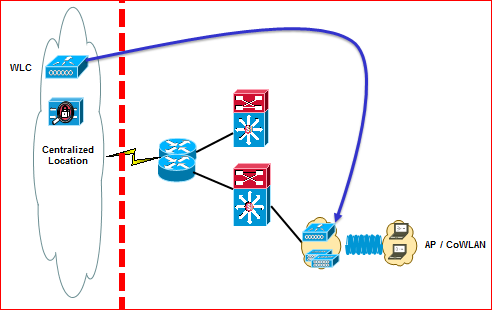 WLC
Centralized
Location
AP / CoWLAN